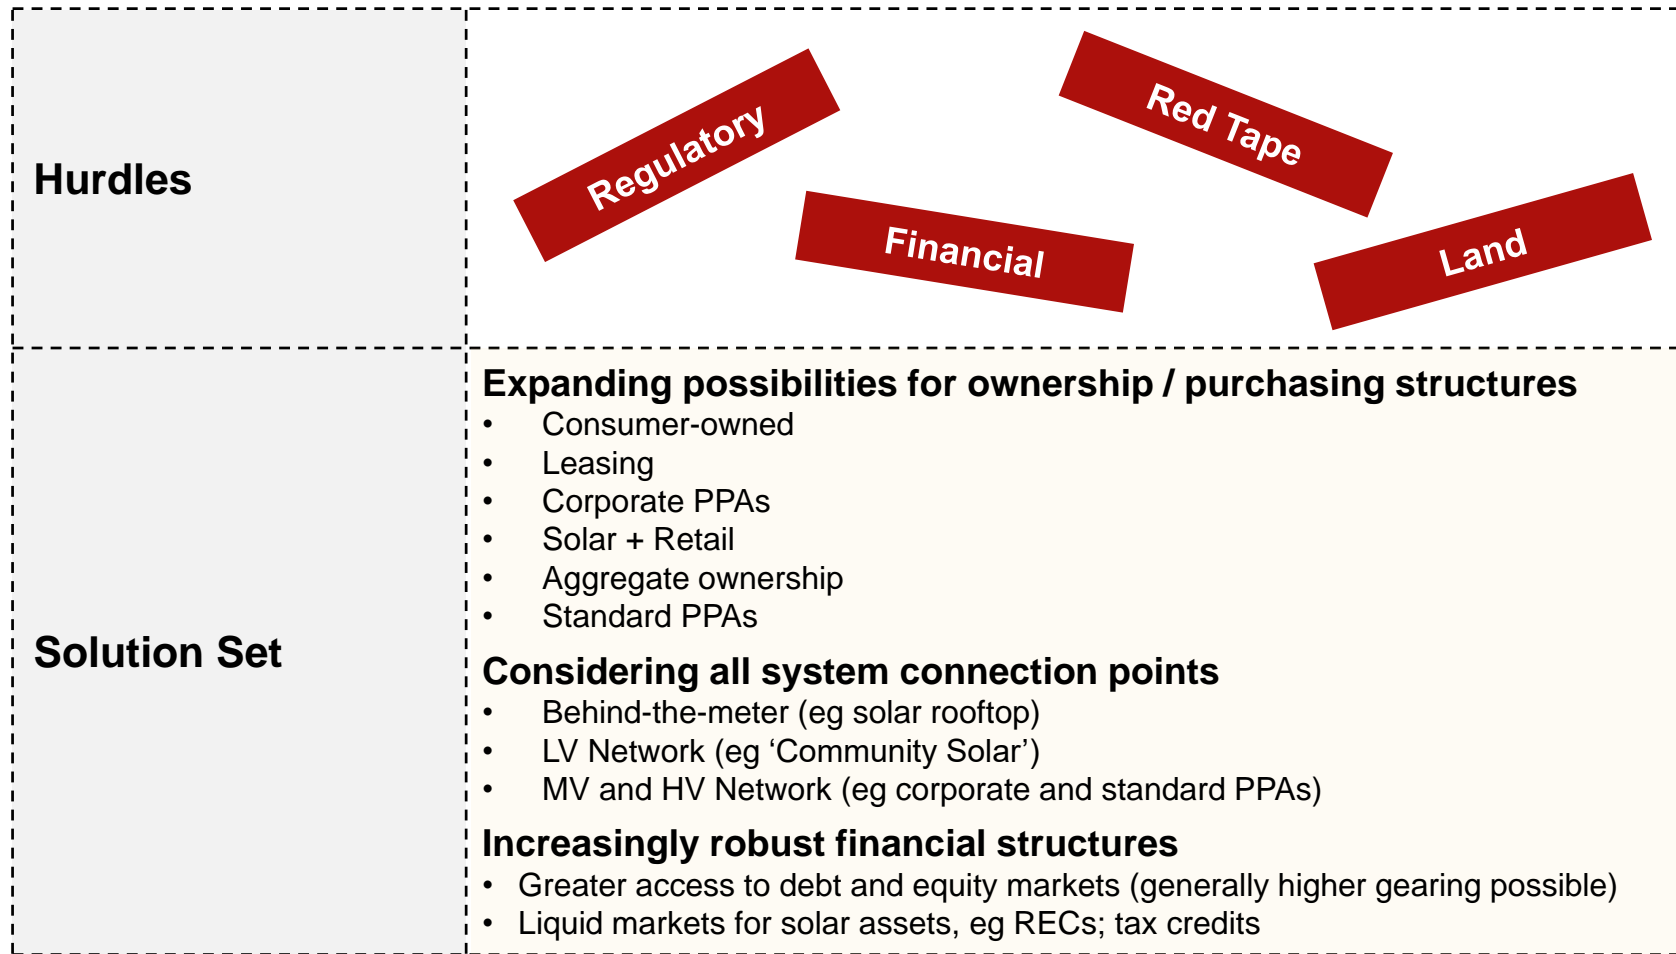 Hurdles
Regulatory
Red Tape
Financial
Land
Solution Set
Expanding possibilities for ownership / purchasing structures
• Consumer-owned
• Leasing
• Corporate PPAs
• Solar + Retail
• Aggregate ownership
• Standard PPAs
Considering all system connection points
• Behind-the-meter (eg solar rooftop)
• LV Network (eg ‘Community Solar’)
• MV and HV Network (eg corporate and standard PPAs)
Increasingly robust financial structures
• Greater access to debt and equity markets (generally higher gearing possible)
• Liquid markets for solar assets, eg RECs; tax credits